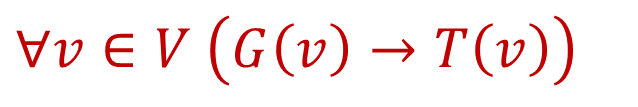 ∀𝑣 ∈ 𝑉 (𝐺(𝑣) → 𝑇(𝑣))